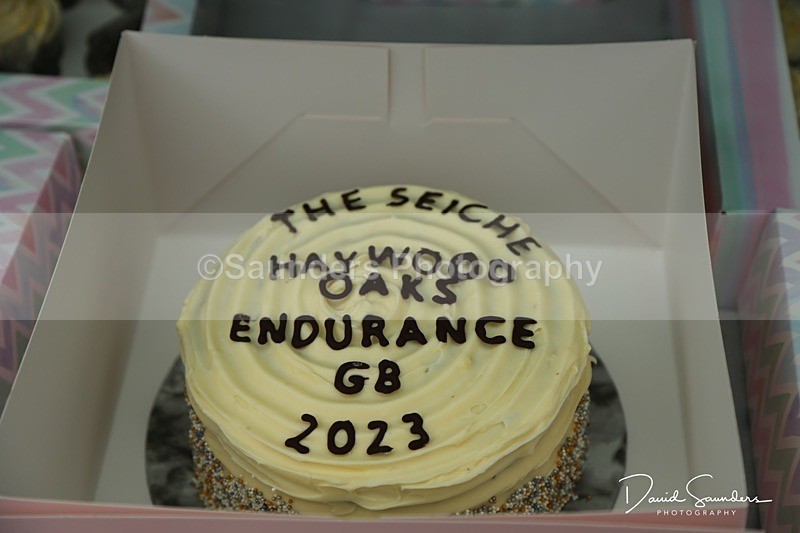 THE SEICHE
HAYWOOD
OAKS
©Saunders Photography
ENDURANCE
GB
2023
David Saunders
PHOTOGRAPHY